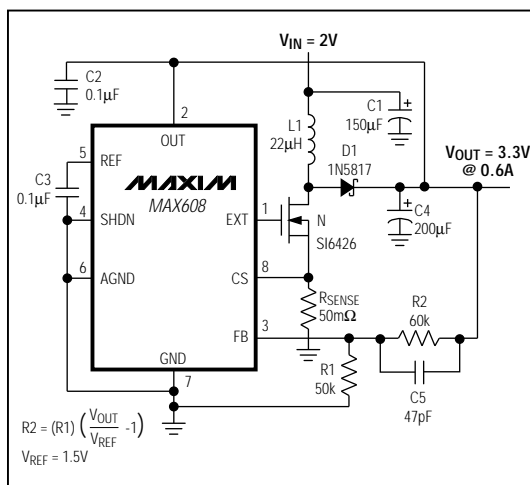 VIN = 2V
C2
0.1µF
2
OUT
C1
150µF
L1
22µH
D1
1N5817
VOUT = 3.3V
@ 0.6A
5
REF
MAXIM
MAX608
C3
0.1µF
4
SHDN
EXT
1
N
SI6426
C4
200µF
6
AGND
CS
8
RSENSE
50mΩ
R2
60k
FB
3
GND
7
R1
50k
C5
47pF
R2 = (R1) (VOUT/VREF -1)
VREF = 1.5V